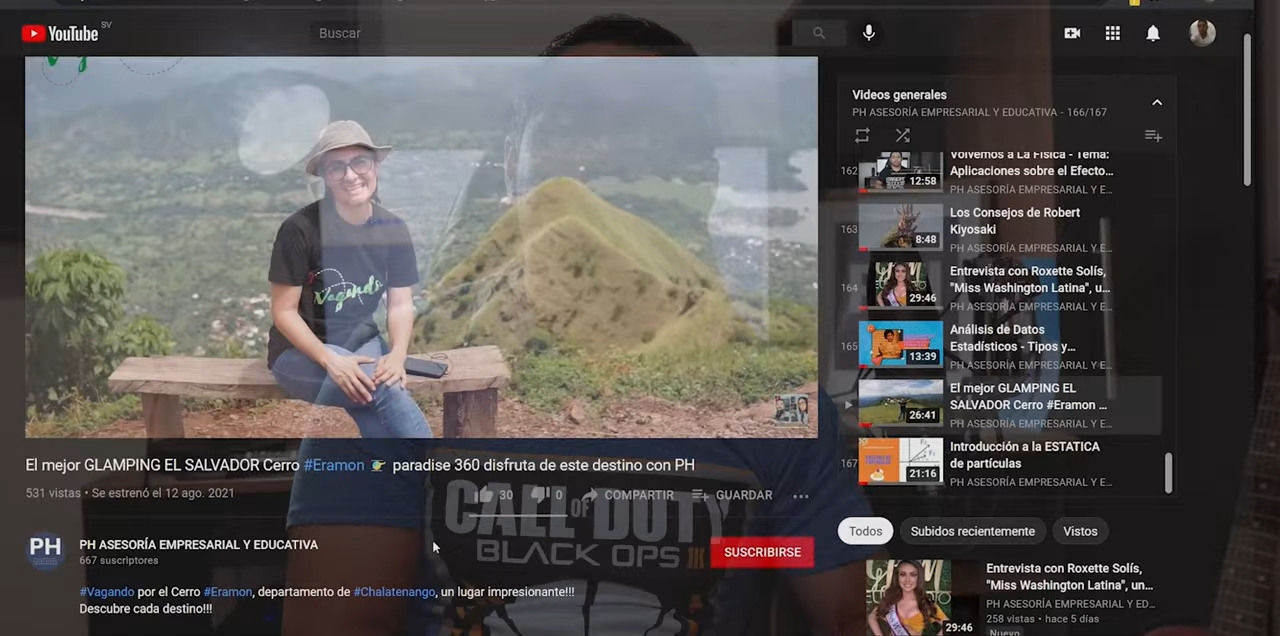 YouTube SV
Buscar
Vagando
El mejor GLAMPING EL SALVADOR Cerro #Eramon 👉 paradise 360 disfruta de este destino con PH
531 vistas • Se estrenó el 12 ago. 2021
30
0
COMPARTIR
GUARDAR
CALL OF DUTY
BLACK OPS III
PH
PH ASESORÍA EMPRESARIAL Y EDUCATIVA
667 suscriptores
SUSCRIBIRSE
#Vagando por el Cerro #Eramon, departamento de #Chalatenango, un lugar impresionante!!!
Descubre cada destino!!!
Videos generales
PH ASESORÍA EMPRESARIAL Y EDUCATIVA - 166/167
162
12:58
Volvemos a La Física - Tema:
Aplicaciones sobre el Efecto...
PH ASESORÍA EMPRESARIAL Y E...
163
8:48
Los Consejos de Robert
Kiyosaki
PH ASESORÍA EMPRESARIAL Y E...
164
29:46
Entrevista con Roxette Solís,
"Miss Washington Latina", u...
PH ASESORÍA EMPRESARIAL Y E...
165
13:39
Análisis de Datos
Estadísticos - Tipos y...
PH ASESORÍA EMPRESARIAL Y E...
26:41
El mejor GLAMPING EL
SALVADOR Cerro #Eramon ...
PH ASESORÍA EMPRESARIAL Y E...
167
21:16
Introducción a la ESTATICA
de partículas
PH ASESORÍA EMPRESARIAL Y E...
Todos
Subidos recientemente
Vistos
29:46
Entrevista con Roxette Solís,
"Miss Washington Latina", un...
PH ASESORÍA EMPRESARIAL Y ED...
258 vistas • hace 5 días
Nuevo